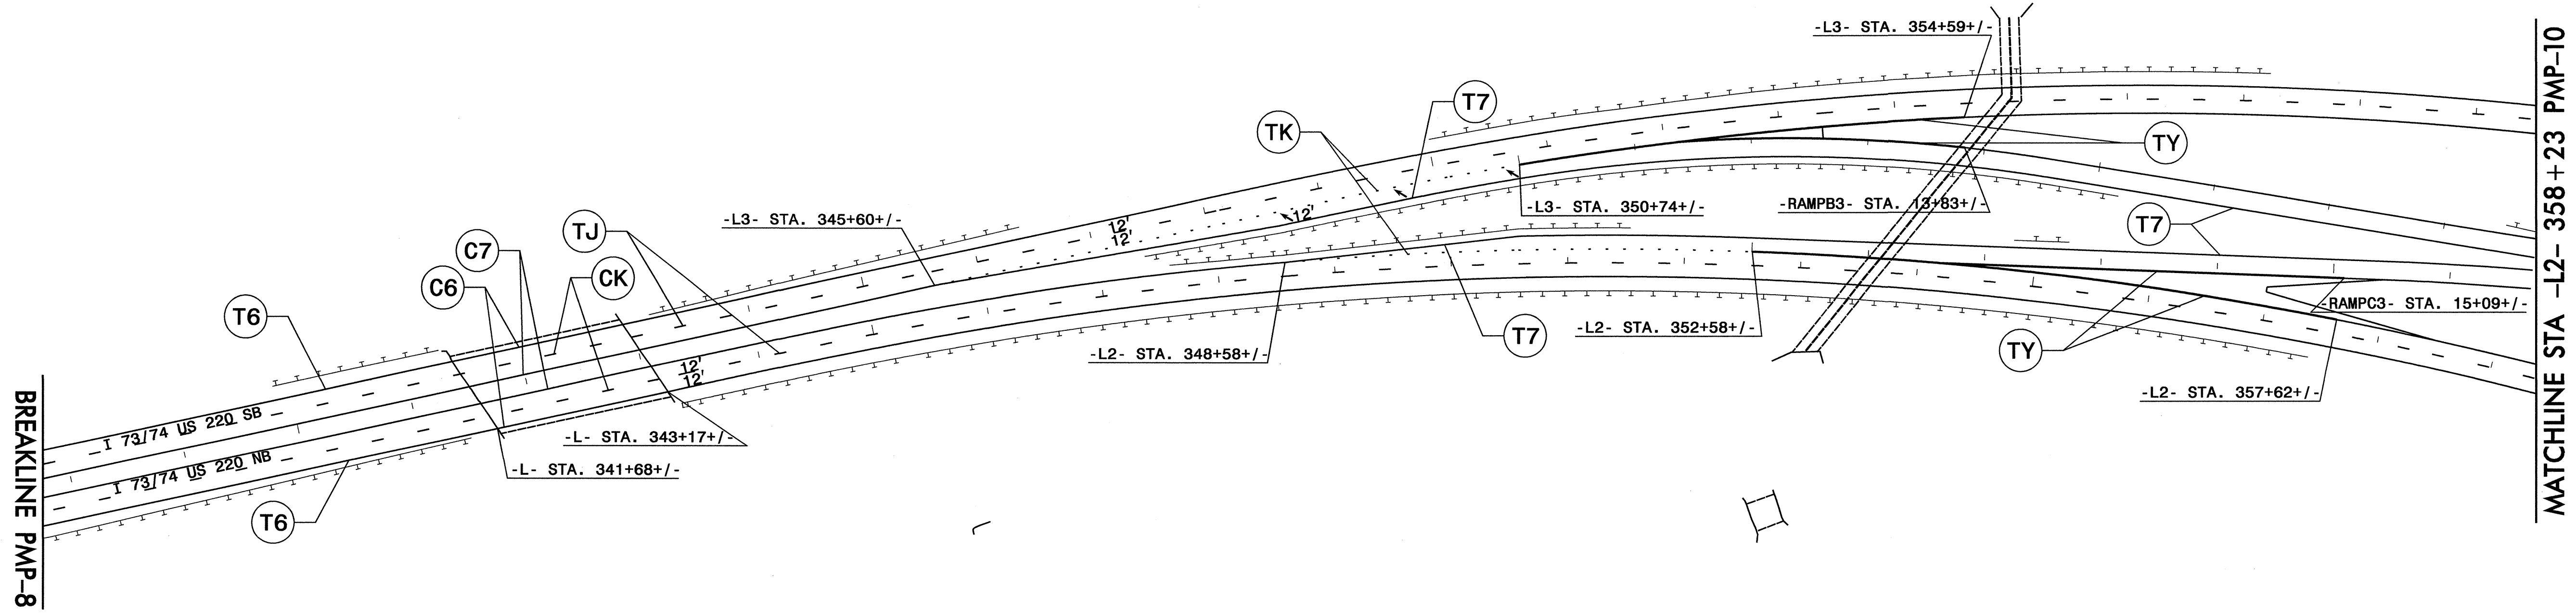 -L3- STA. 354+59+/-
T7
TK
TY
-L3- STA. 345+60+/-
12'
12'
12'
-L3- STA. 350+74+/-
-RAMPB3- STA. 13+83+/-
T7
TJ
C7
C6
CK
T6
-RAMPC3- STA. 15+09+/-
T7
-L2- STA. 352+58+/-
TY
-L2- STA. 348+58+/-
12'
12'
-L2- STA. 357+62+/-
I 73/74 US 220 SB
-L- STA. 343+17+/-
I 73/74 US 220 NB
-L- STA. 341+68+/-
T6
BREAKLINE PMP-8
MATCHLINE STA -L2- 358+23 PMP-10